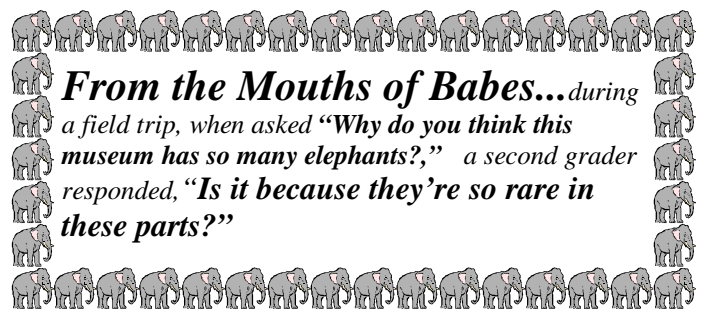 From the Mouths of Babes...during
a field trip, when asked “Why do you think this
museum has so many elephants?,” a second grader
responded, “Is it because they’re so rare in
these parts?”